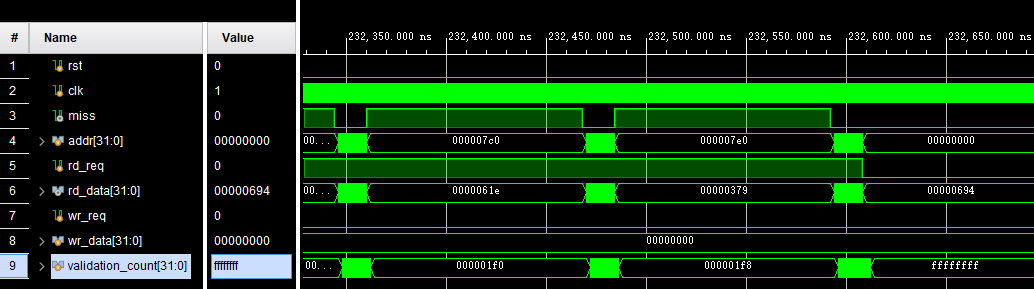 # Name Value 232,350.000 ns 232,400.000 ns 232,450.000 ns 232,500.000 ns 232,550.000 ns 232,600.000 ns 232,650.000 ns
1 rst 0
2 clk 1
3 miss 0
4 addr[31:0] 00000000 00... 000007c0 000007e0 00000000
5 rd_req 0
6 rd_data[31:0] 00000694 00... 0000061e 00000379 00000694
7 wr_req 0
8 wr_data[31:0] 00000000 00000000
9 validation_count[31:0] ffffffff 00... 000001f0 000001f8 ffffffff